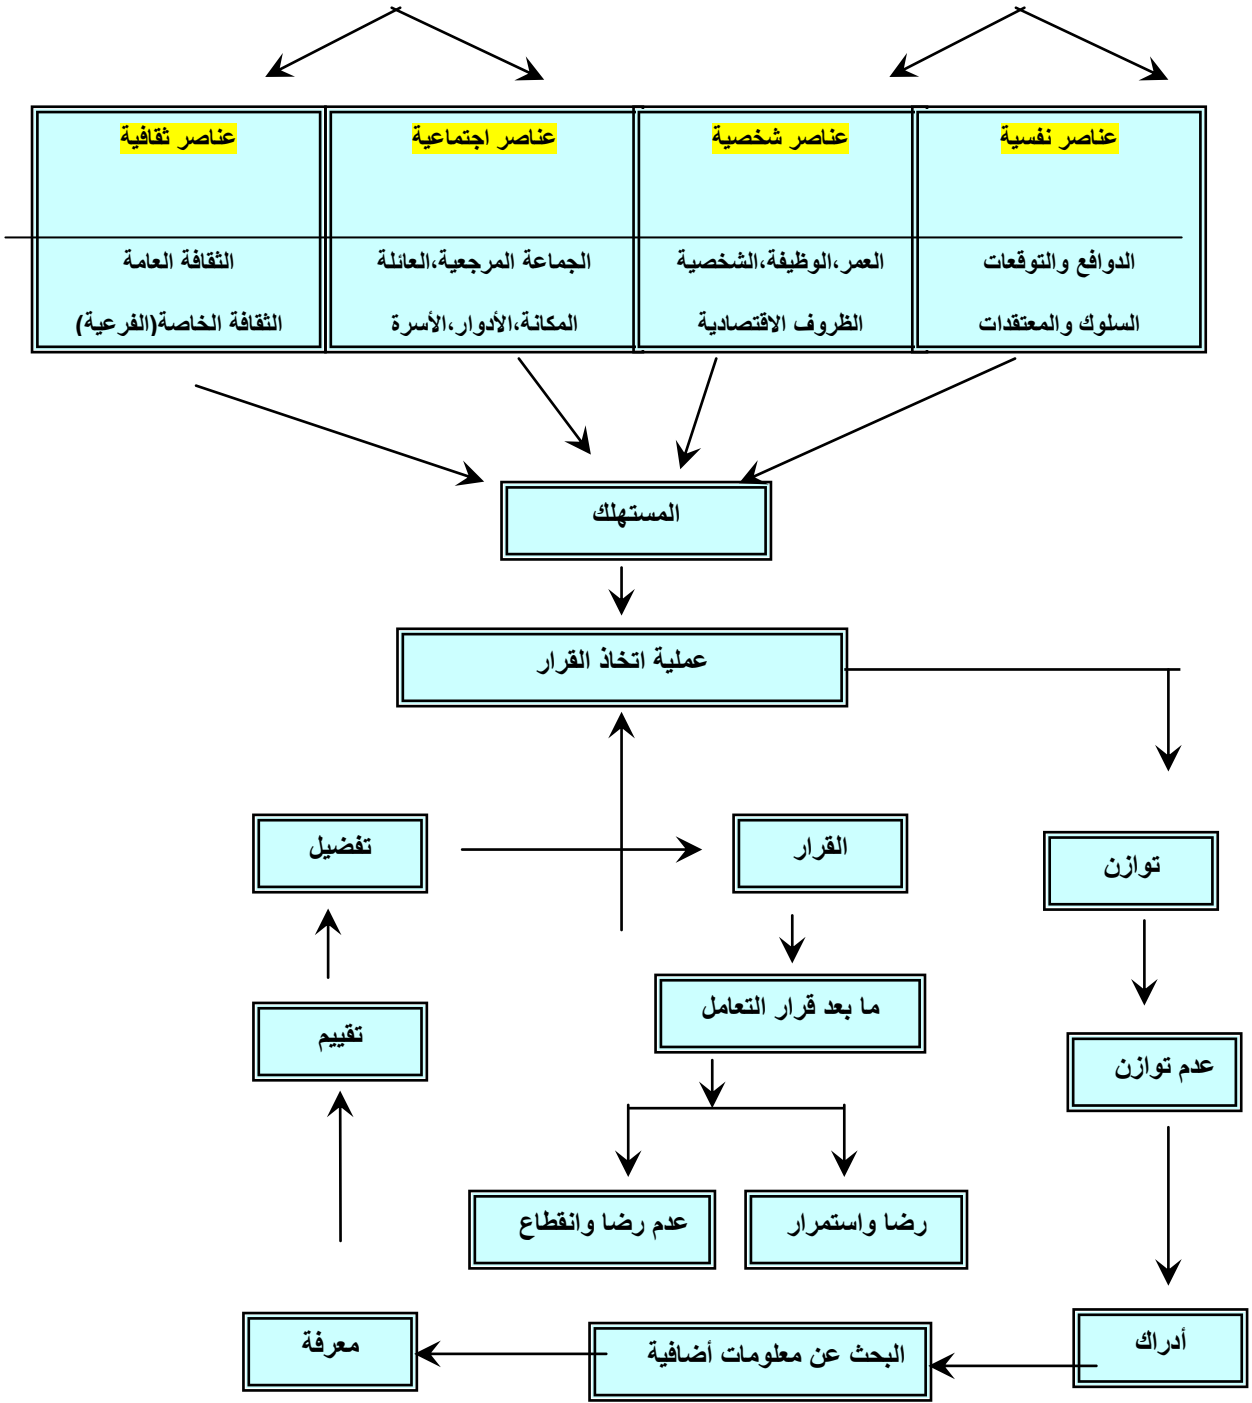 عناصر نفسية
عناصر شخصية
عناصر اجتماعية
عناصر ثقافية
الدوافع والتوقعات
السلوك والمعتقدات
العمر،الوظيفة،الشخصية
الظروف الاقتصادية
الجماعة المرجعية،العائلة
المكانة،الأدوار،الأسرة
الثقافة العامة
الثقافة الخاصة(الفرعية)
المستهلك
عملية اتخاذ القرار
توازن
القرار
تفضيل
ما بعد قرار التعامل
تقييم
عدم توازن
رضا واستمرار
عدم رضا وانقطاع
أدراك
البحث عن معلومات أضافية
معرفة